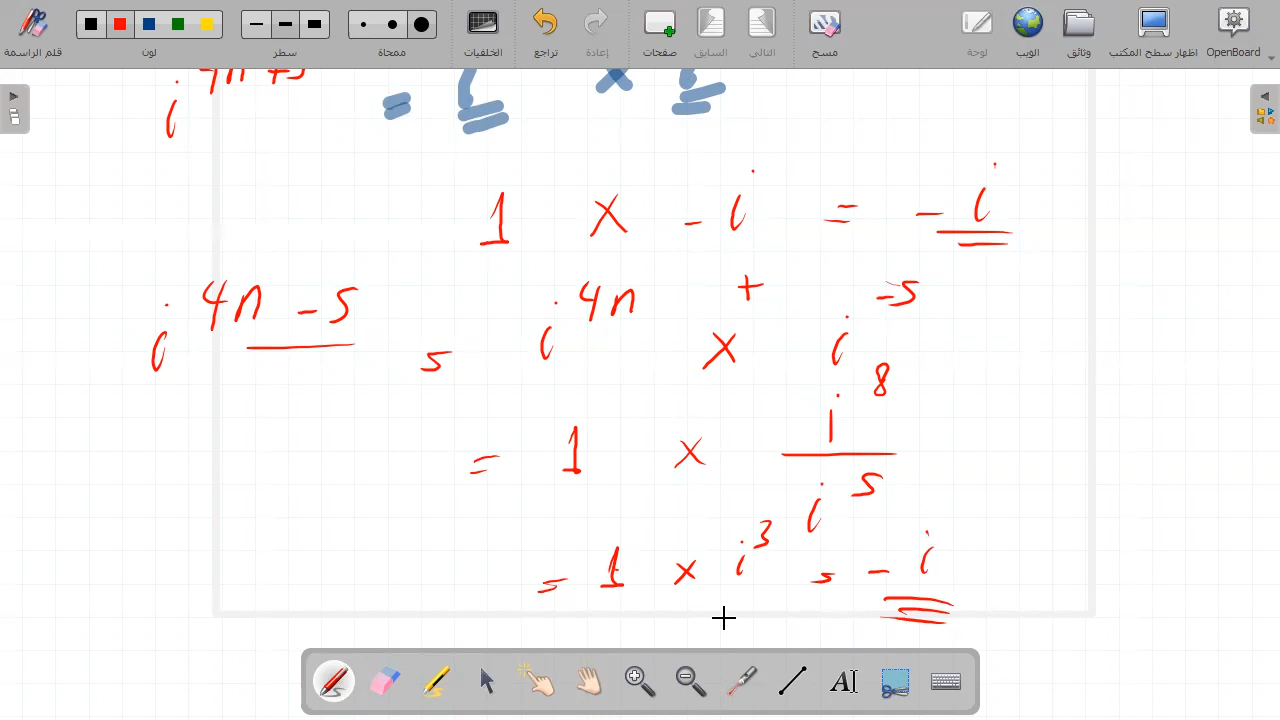 قلم الراسمة لون سطر ممحاة الخلفيات تراجع إعادة صفحات السابق التالي مسح لوحة الويب وثائق اظهار سطح المكتب OpenBoard
i =
1 × - i = - i
i^4n - 5 = i^4n × i^-5
+
= 1 × i^8 / i^5
= 1 × i^3 = - i